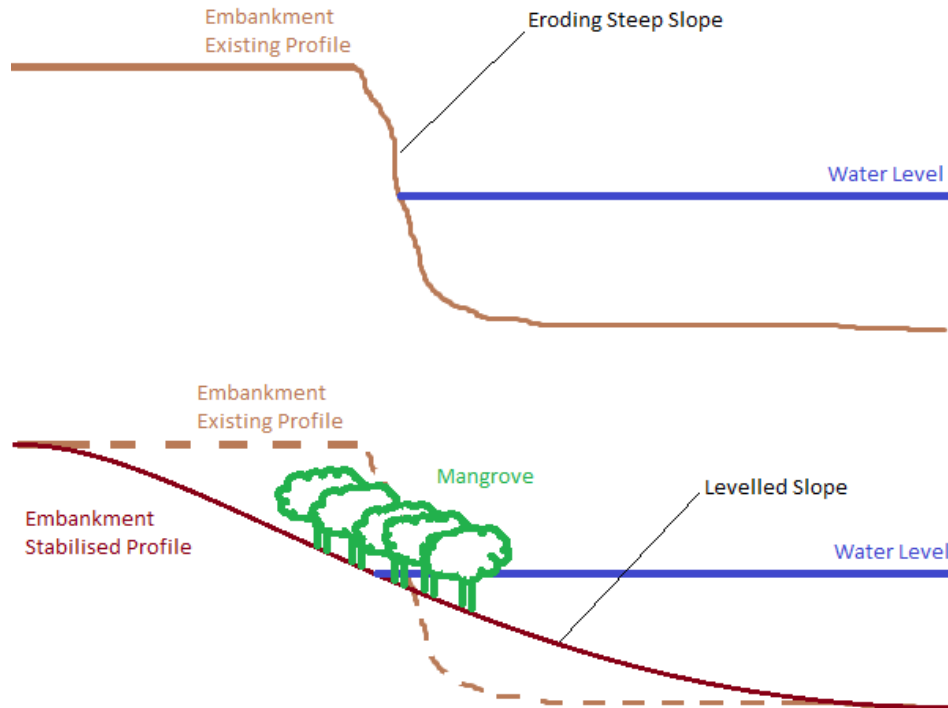 Embankment
Existing Profile
Eroding Steep Slope
Water Level
Embankment
Existing Profile
Mangrove
Levelled Slope
Embankment
Stabilised Profile
Water Level